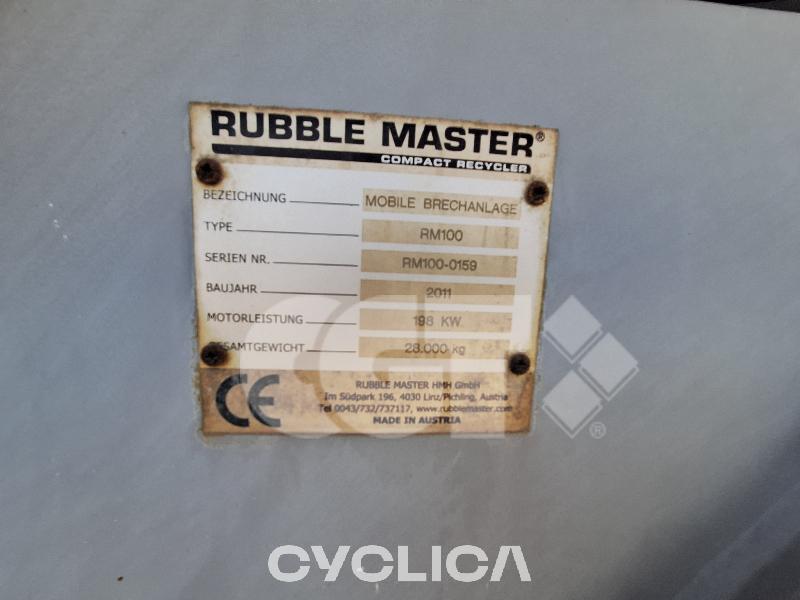 RUBBLE MASTER®
COMPACT RECYCLER
BEZEICHNUNG MOBILE BRECHANLAGE
TYPE RM100
SERIEN NR. RM100-0159
BAUJAHR 2011
MOTORLEISTUNG 198 KW
GESAMTGEWICHT 28.000 kg
CE
RUBBLE MASTER HMH GmbH
Im Südpark 196, 4030 Linz/Pichling, Austria
Tel 0043/732/737117, www.rubblemaster.com
MADE IN AUSTRIA
CGT®
CYCLICA